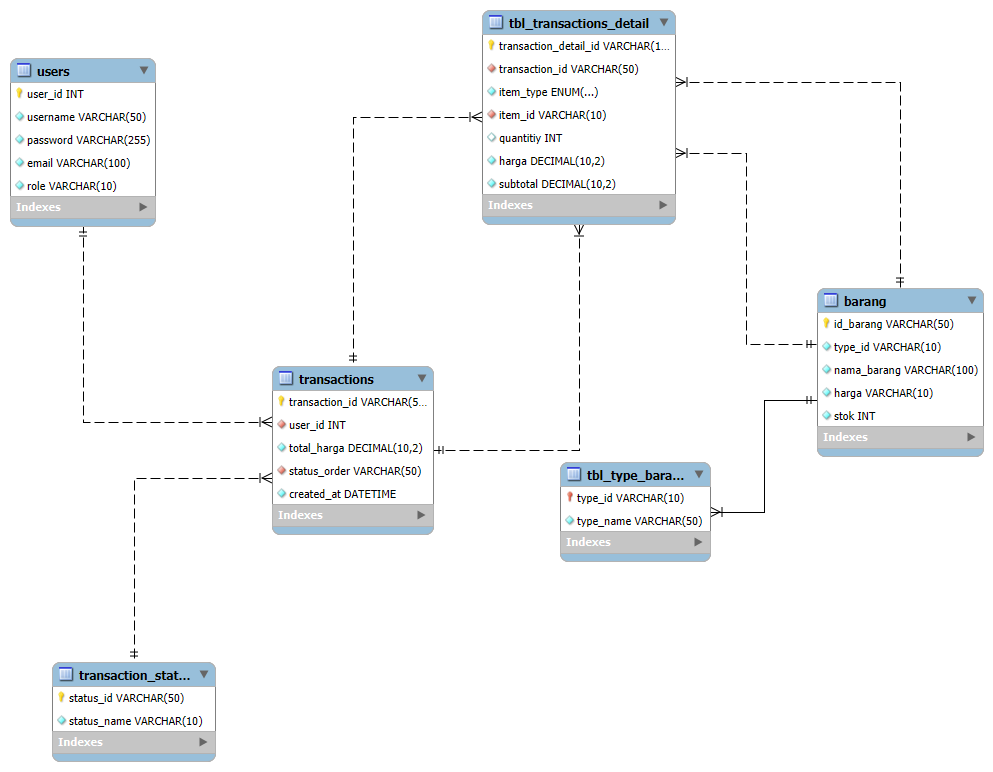 users
user_id INT
username VARCHAR(50)
password VARCHAR(255)
email VARCHAR(100)
role VARCHAR(10)
Indexes
tbl_transactions_detail
transaction_detail_id VARCHAR(1...
transaction_id VARCHAR(50)
item_type ENUM(...)
item_id VARCHAR(10)
quantitiy INT
harga DECIMAL(10,2)
subtotal DECIMAL(10,2)
Indexes
barang
id_barang VARCHAR(50)
type_id VARCHAR(10)
nama_barang VARCHAR(100)
harga VARCHAR(10)
stok INT
Indexes
transactions
transaction_id VARCHAR(5...
user_id INT
total_harga DECIMAL(10,2)
status_order VARCHAR(50)
created_at DATETIME
Indexes
tbl_type_bara...
type_id VARCHAR(10)
type_name VARCHAR(50)
Indexes
transaction_stat...
status_id VARCHAR(50)
status_name VARCHAR(10)
Indexes